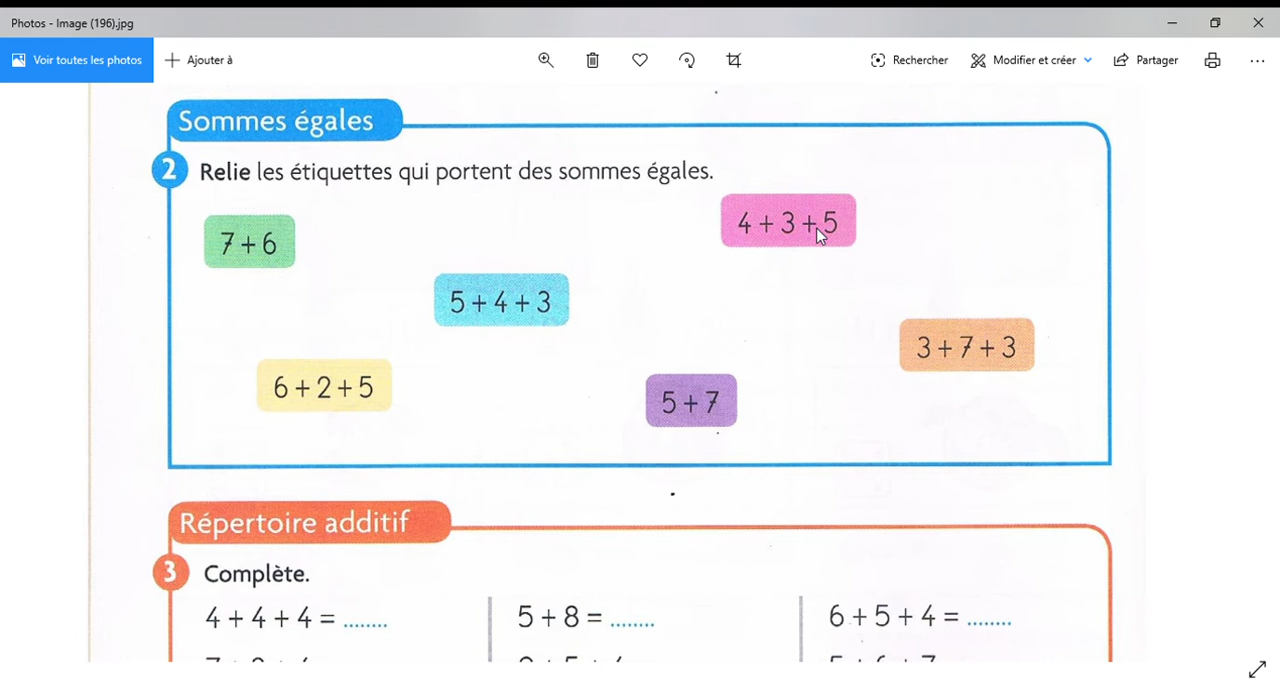 Photos - Image (196).jpg
Voir toutes les photos
Ajouter à
Rechercher
Modifier et créer
Partager
Sommes égales
2 Relie les étiquettes qui portent des sommes égales.
4 + 3 + 5
7 + 6
5 + 4 + 3
3 + 7 + 3
6 + 2 + 5
5 + 7
Répertoire additif
3 Complète.
4 + 4 + 4 = ........
5 + 8 = ........
6 + 5 + 4 = ........